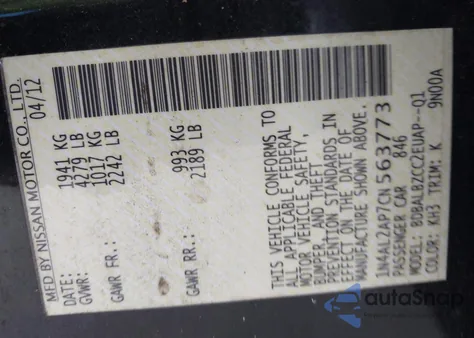 MFD BY NISSAN MOTOR CO., LTD.
DATE: 04/12
GVWR: 1941 KG
4279 LB
GAWR FR: 1017 KG
2242 LB
GAWR RR: 993 KG
2189 LB
THIS VEHICLE CONFORMS TO
ALL APPLICABLE FEDERAL
MOTOR VEHICLE SAFETY,
BUMPER, AND THEFT
PREVENTION STANDARDS IN
EFFECT ON THE DATE OF
MANUFACTURE SHOWN ABOVE.
1N4AL2AP7CN563773
PASSENGER CAR 846
MODEL: BDBALBZCC2EUAP--Q1
COLOR: KH3 TRIM: K 9N00A
autoSnap